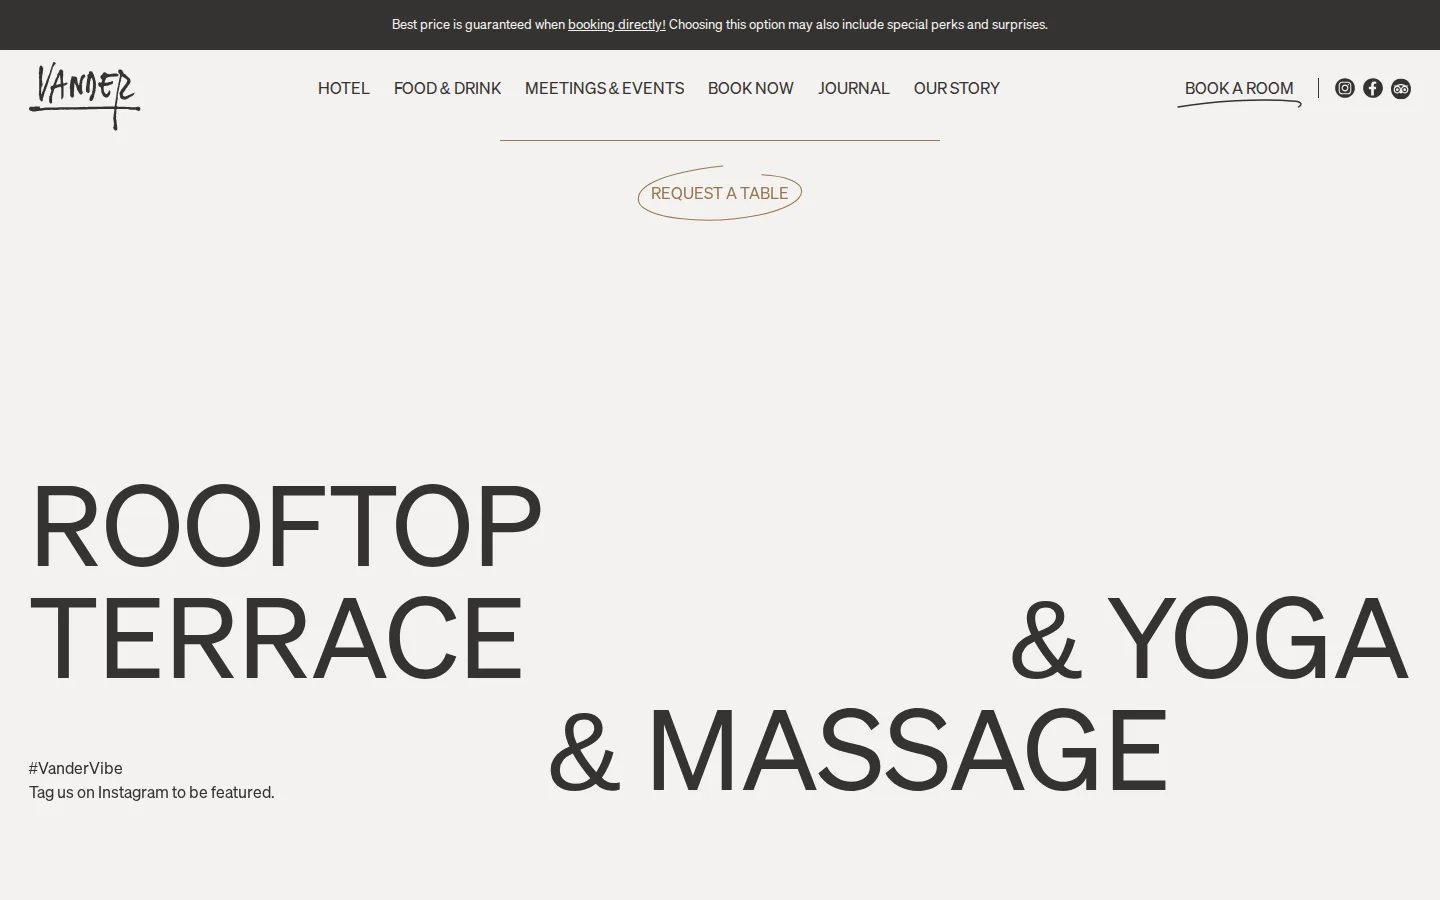 Best price is guaranteed when booking directly! Choosing this option may also include special perks and surprises.
VANDER
HOTEL FOOD & DRINK MEETINGS & EVENTS BOOK NOW JOURNAL OUR STORY BOOK A ROOM
REQUEST A TABLE
ROOFTOP
TERRACE & YOGA
& MASSAGE
#VanderVibe
Tag us on Instagram to be featured.